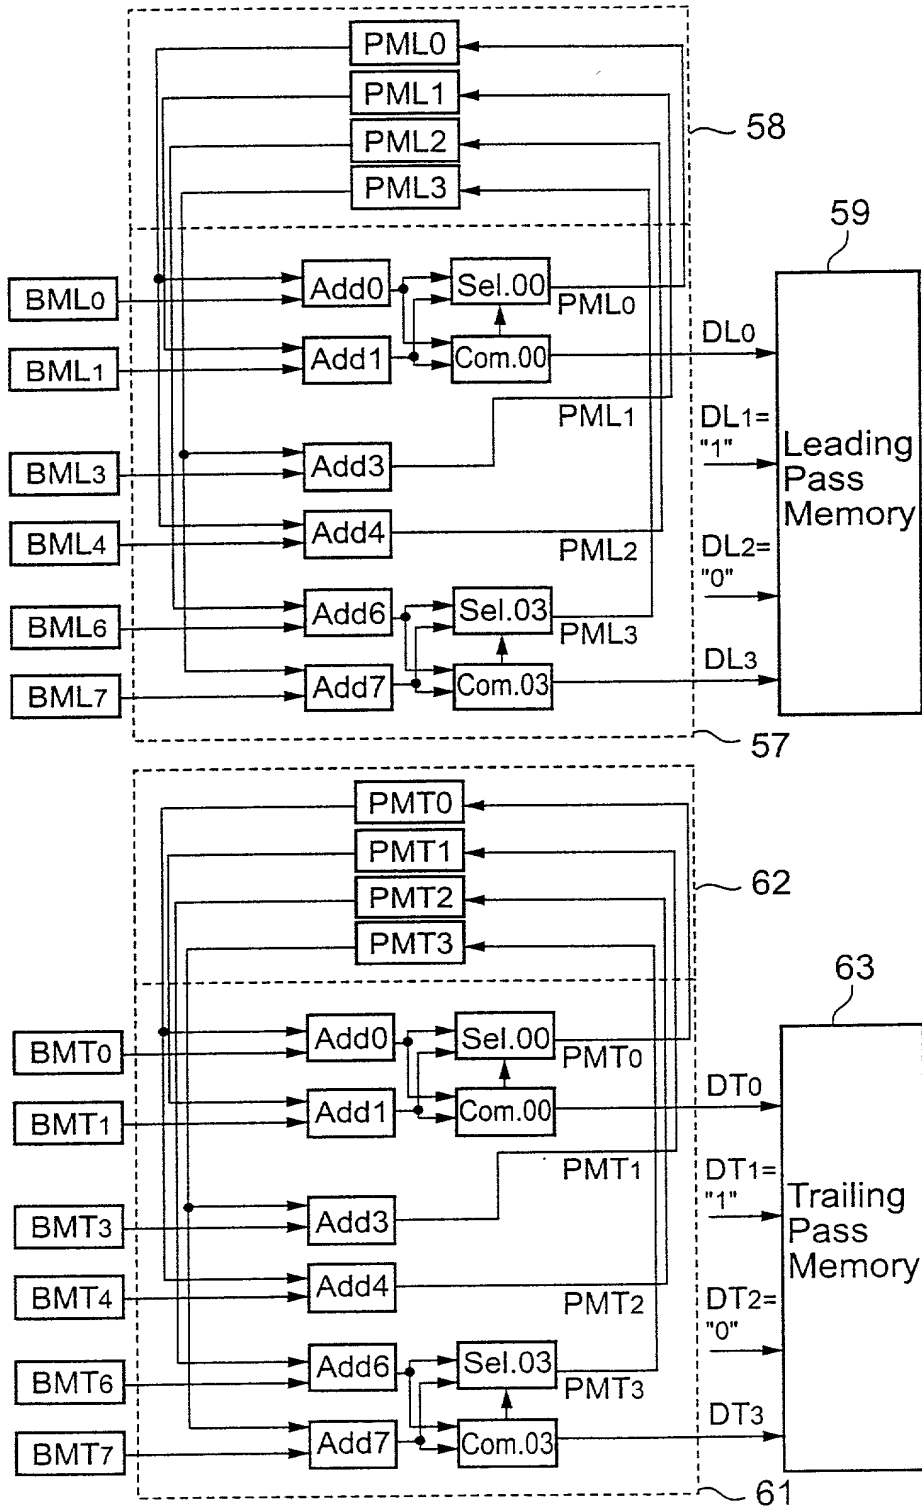 PML0
PML1
PML2
PML3
58
59
BML0
Add0
Sel.00
PML0
BML1
Add1
Com.00
DL0
PML1
DL1=
"1"
BML3
Add3
Leading
Pass
Memory
BML4
Add4
PML2
DL2=
"0"
BML6
Add6
Sel.03
PML3
BML7
Add7
Com.03
DL3
57
PMT0
PMT1
PMT2
PMT3
62
63
BMT0
Add0
Sel.00
PMT0
BMT1
Add1
Com.00
DT0
PMT1
DT1=
"1"
BMT3
Add3
Trailing
Pass
Memory
BMT4
Add4
PMT2
DT2=
"0"
BMT6
Add6
Sel.03
PMT3
BMT7
Add7
Com.03
DT3
61